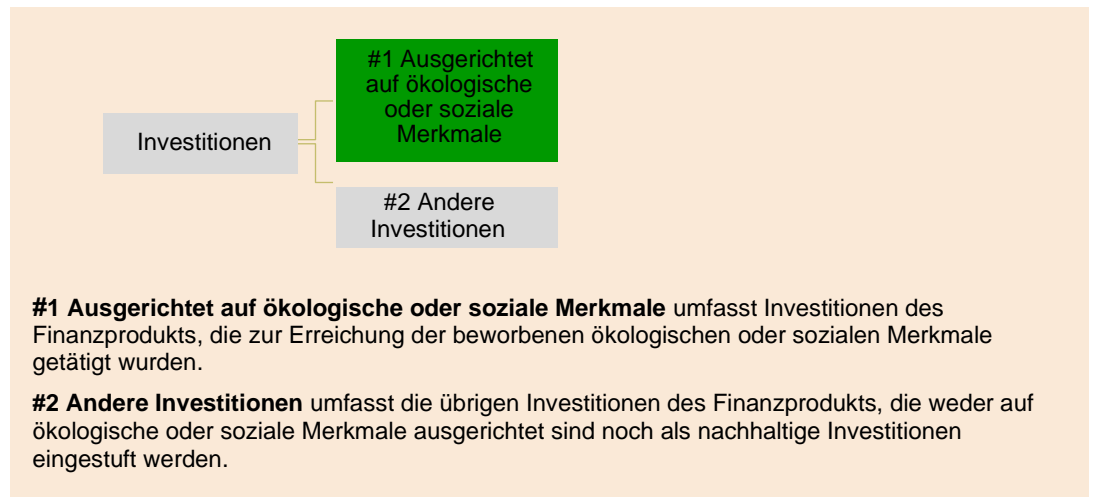 #1 Ausgerichtet
auf ökologische
oder soziale
Merkmale
Investitionen
#2 Andere
Investitionen
#1 Ausgerichtet auf ökologische oder soziale Merkmale umfasst Investitionen des
Finanzprodukts, die zur Erreichung der beworbenen ökologischen oder sozialen Merkmale
getätigt wurden.
#2 Andere Investitionen umfasst die übrigen Investitionen des Finanzprodukts, die weder auf
ökologische oder soziale Merkmale ausgerichtet sind noch als nachhaltige Investitionen
eingestuft werden.